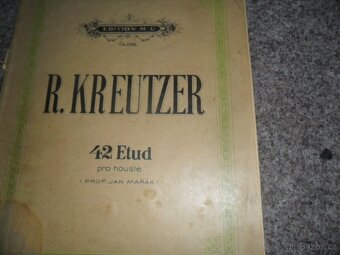 EDITION M. U.
R. KREUTZER
42 Etud
pro housle.
( PROF. JAN MAŘÁK. )